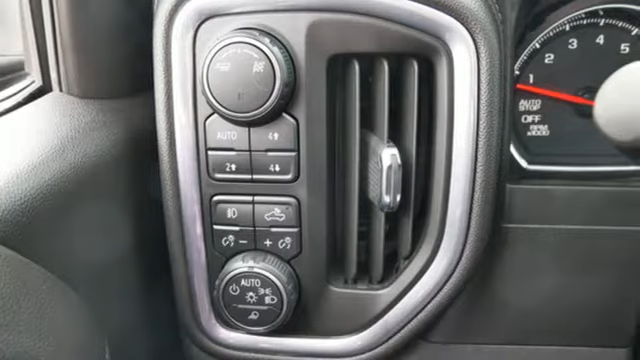 AUTO 4↑
2↑ 4↓
− +
AUTO
1 2 3 4 5
AUTO
STOP
OFF
RPM
x1000